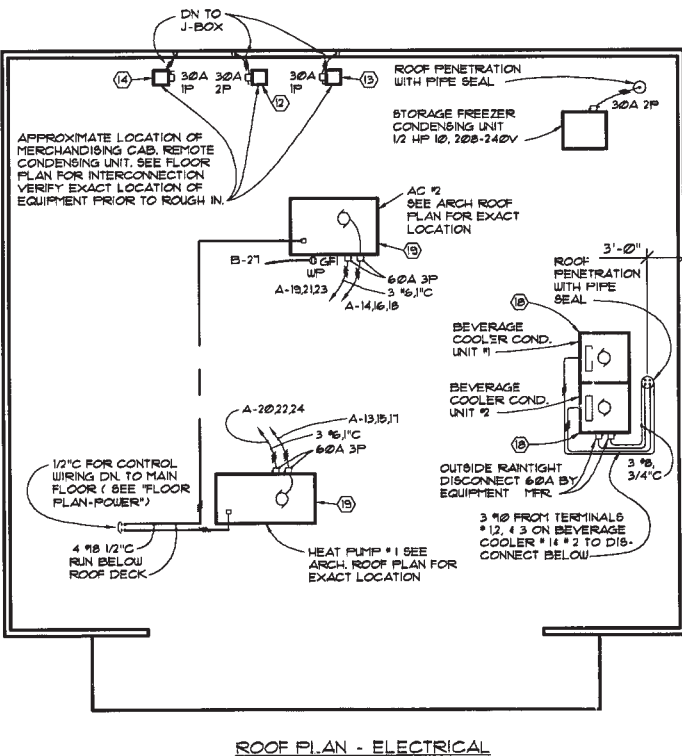 DN TO
J-BOX
14
30A
1P
30A
2P
12
30A
1P
13
ROOF PENETRATION
WITH PIPE SEAL
30A 2P
STORAGE FREEZER
CONDENSING UNIT
1/2 HP 1Ø, 208-240V
APPROXIMATE LOCATION OF
MERCHANDISING CAB. REMOTE
CONDENSING UNIT. SEE FLOOR
PLAN FOR INTERCONNECTION
VERIFY EXACT LOCATION OF
EQUIPMENT PRIOR TO ROUGH IN.
AC #2
SEE ARCH ROOF
PLAN FOR EXACT
LOCATION
19
B-27
GFI
WP
60A 3P
3 #6,1"C
A-19,21,23
A-14,16,18
3'-0"
ROOF
PENETRATION
WITH PIPE
SEAL
18
BEVERAGE
COOLER COND.
UNIT #1
BEVERAGE
COOLER COND.
UNIT #2
18
OUTSIDE RAINTIGHT
DISCONNECT 60A BY
EQUIPMENT MFR.
3 #8,
3/4"C
3 #10 FROM TERMINALS
#1,2, & 3 ON BEVERAGE
COOLER #1 & #2 TO DIS-
CONNECT BELOW
A-20,22,24
A-13,15,17
3 #6,1"C
60A 3P
19
1/2"C FOR CONTROL
WIRING DN. TO MAIN
FLOOR ( SEE "FLOOR
PLAN-POWER")
4 #18 1/2"C
RUN BELOW
ROOF DECK
HEAT PUMP #1 SEE
ARCH. ROOF PLAN FOR
EXACT LOCATION
ROOF PLAN - ELECTRICAL